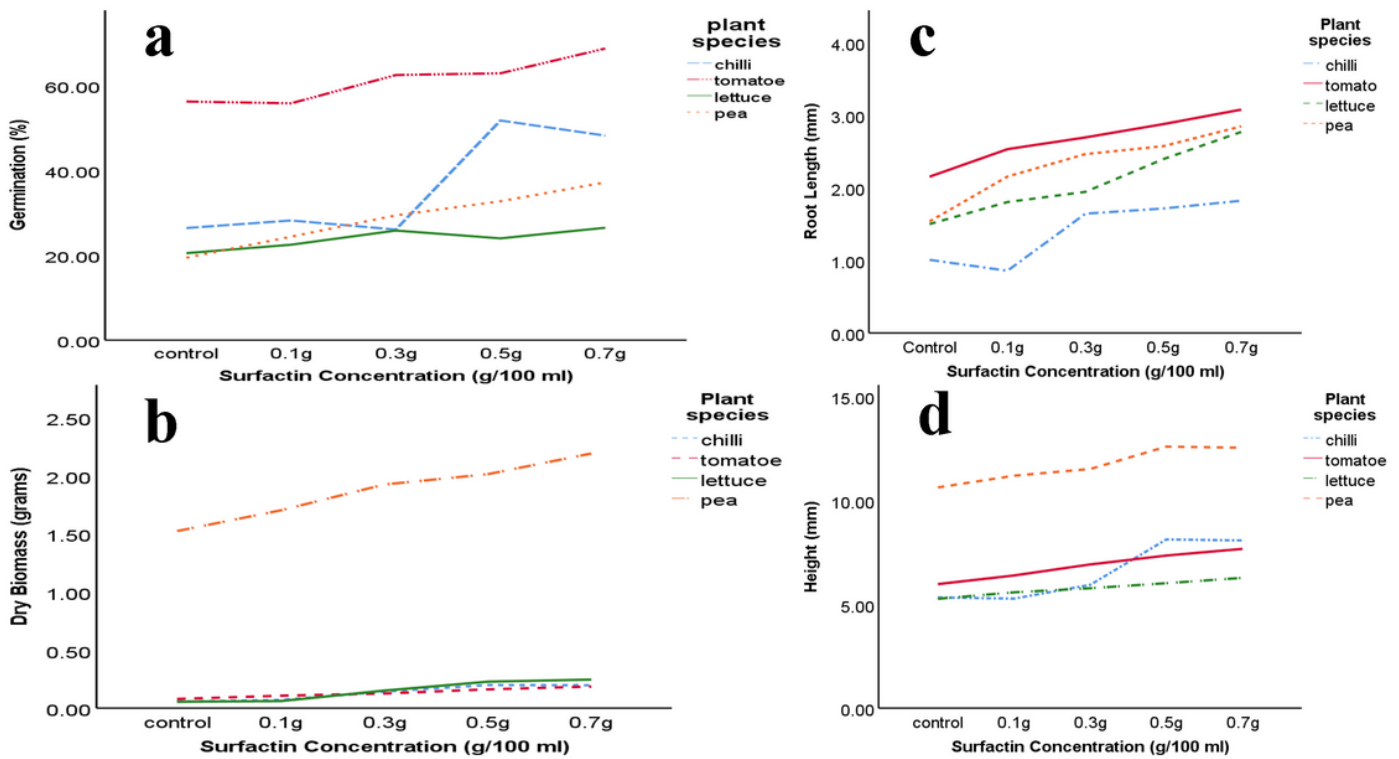 a
plant
species
chilli
tomatoe
lettuce
pea
Germination (%)
60.00
40.00
20.00
0.00
control 0.1g 0.3g 0.5g 0.7g
Surfactin Concentration (g/100 ml)
c
Plant
species
chilli
tomato
lettuce
pea
Root Length (mm)
4.00
3.00
2.00
1.00
0.00
Control 0.1g 0.3g 0.5g 0.7g
Surfactin Concentration (g/100 ml)
b
Plant
species
chilli
tomatoe
lettuce
pea
Dry Biomass (grams)
2.50
2.00
1.50
1.00
0.50
0.00
control 0.1g 0.3g 0.5g 0.7g
Surfactin Concentration (g/100 ml)
d
Plant
species
chilli
tomatoe
lettuce
pea
Height (mm)
15.00
10.00
5.00
0.00
control 0.1g 0.3g 0.5g 0.7g
Surfactin Concentration (g/100 ml)